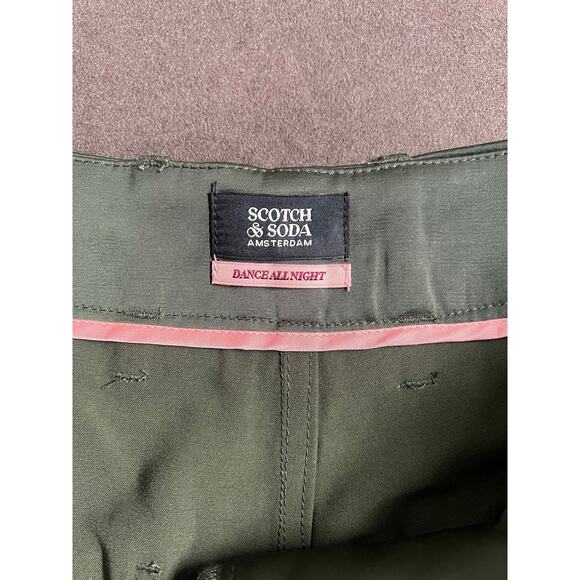 SCOTCH
& SODA
AMSTERDAM
DANCE ALL NIGHT